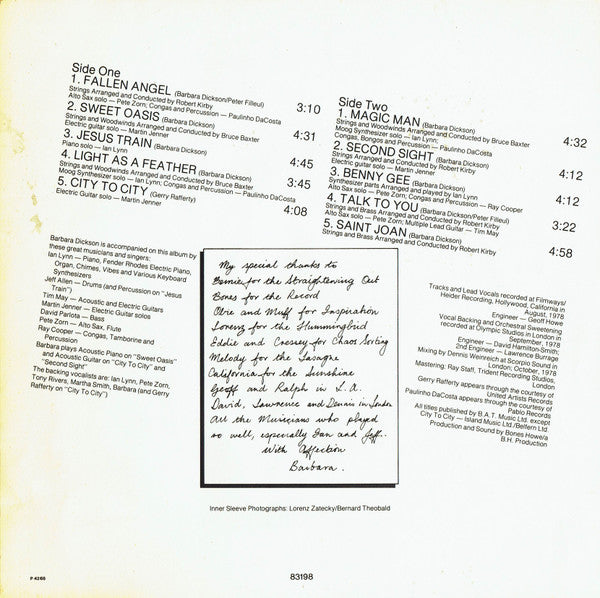 Side One
1. FALLEN ANGEL (Barbara Dickson/Peter Filleul)
Strings Arranged and Conducted by Robert Kirby
Alto Sax solo — Pete Zorn; Congas and Percussion — Paulinho DaCosta
3:10
2. SWEET OASIS (Barbara Dickson)
Strings and Woodwinds Arranged and Conducted by Bruce Baxter
Electric guitar solo — Martin Jenner
4:31
3. JESUS TRAIN (Barbara Dickson)
Piano solo — Ian Lynn
4:45
4. LIGHT AS A FEATHER (Barbara Dickson)
Strings and Woodwinds Arranged and Conducted by Bruce Baxter
Moog Synthesizer solo — Ian Lynn; Congas and Percussion — Paulinho DaCosta
3:45
5. CITY TO CITY (Gerry Rafferty)
Electric Guitar solo — Martin Jenner
4:08
Side Two
1. MAGIC MAN (Barbara Dickson)
Strings and Woodwinds Arranged and Conducted by Bruce Baxter
Moog Synthesizer solo — Ian Lynn
Congas, Bongos and Percussion — Paulinho DaCosta
4:32
2. SECOND SIGHT (Barbara Dickson)
Strings Arranged and Conducted by Robert Kirby
Electric guitar solo — Martin Jenner
4:12
3. BENNY GEE (Barbara Dickson)
Synthesizer parts Arranged and played by Ian Lynn
Alto Sax solo — Pete Zorn; Congas and Percussion — Ray Cooper
4:12
4. TALK TO YOU (Barbara Dickson/Peter Filleul)
Strings and Brass Arranged and Conducted by Robert Kirby
Alto Sax solo — Pete Zorn; Multiple Lead Guitar — Tim May
3:22
5. SAINT JOAN (Barbara Dickson)
Strings and Brass Arranged and Conducted by Robert Kirby
4:58
Barbara Dickson is accompanied on this album by
these great musicians and singers:
Ian Lynn — Piano, Fender Rhodes Electric Piano,
Organ, Chimes, Vibes and Various Keyboard
Synthesizers
Jeff Allen — Drums (and Percussion on "Jesus
Train")
Tim May — Acoustic and Electric Guitars
Martin Jenner — Electric Guitar solos
David Pariota — Bass
Pete Zorn — Alto Sax, Flute
Ray Cooper — Congas, Tamborine and
Percussion
Barbara plays Acoustic Piano on "Sweet Oasis"
and Acoustic Guitar on "City To City" and
"Second Sight"
The backing vocalists are: Ian Lynn, Pete Zorn,
Tony Rivers, Martha Smith, Barbara (and Gerry
Rafferty on "City To City")
My special thanks to
Bernie for the Straightening Out
Bones for the Record
Olre and Muff for Inspiration
Lorenz for the Hummingbird
Eddie and Coesey for Chaos Sorting
Melody for the Lasagne
California for the Sunshine
Geoff and Ralph in L.A.
David, Lawrence and Dennis in London
All the Musicians who played
so well, especially Ian and Jeff..
With Affection
Barbara.
Tracks and Lead Vocals recorded at Filmways/
Heider Recording, Hollywood, California in
August, 1978
Engineer — Geoff Howe
Vocal Backing and Orchestral Sweetening
recorded at Olympic Studios in London in
September, 1978
Engineer — David Hamilton-Smith;
2nd Engineer — Lawrence Burrage
Mixing by Dennis Weinreich at Scorpio Sound in
London; October, 1978
Mastering: Ray Staff, Trident Recording Studios,
London
Gerry Rafferty appears through the courtesy of
United Artists Records
Paulinho DaCosta appears through the courtesy of
Pablo Records
All titles published by B.A.T. Music Ltd. except
City To City — Island Music Ltd./Belfern Ltd.
Production and Sound by Bones Howe/a
B.H. Production
Inner Sleeve Photographs: Lorenz Zatecky/Bernard Theobald
P 4268
83198